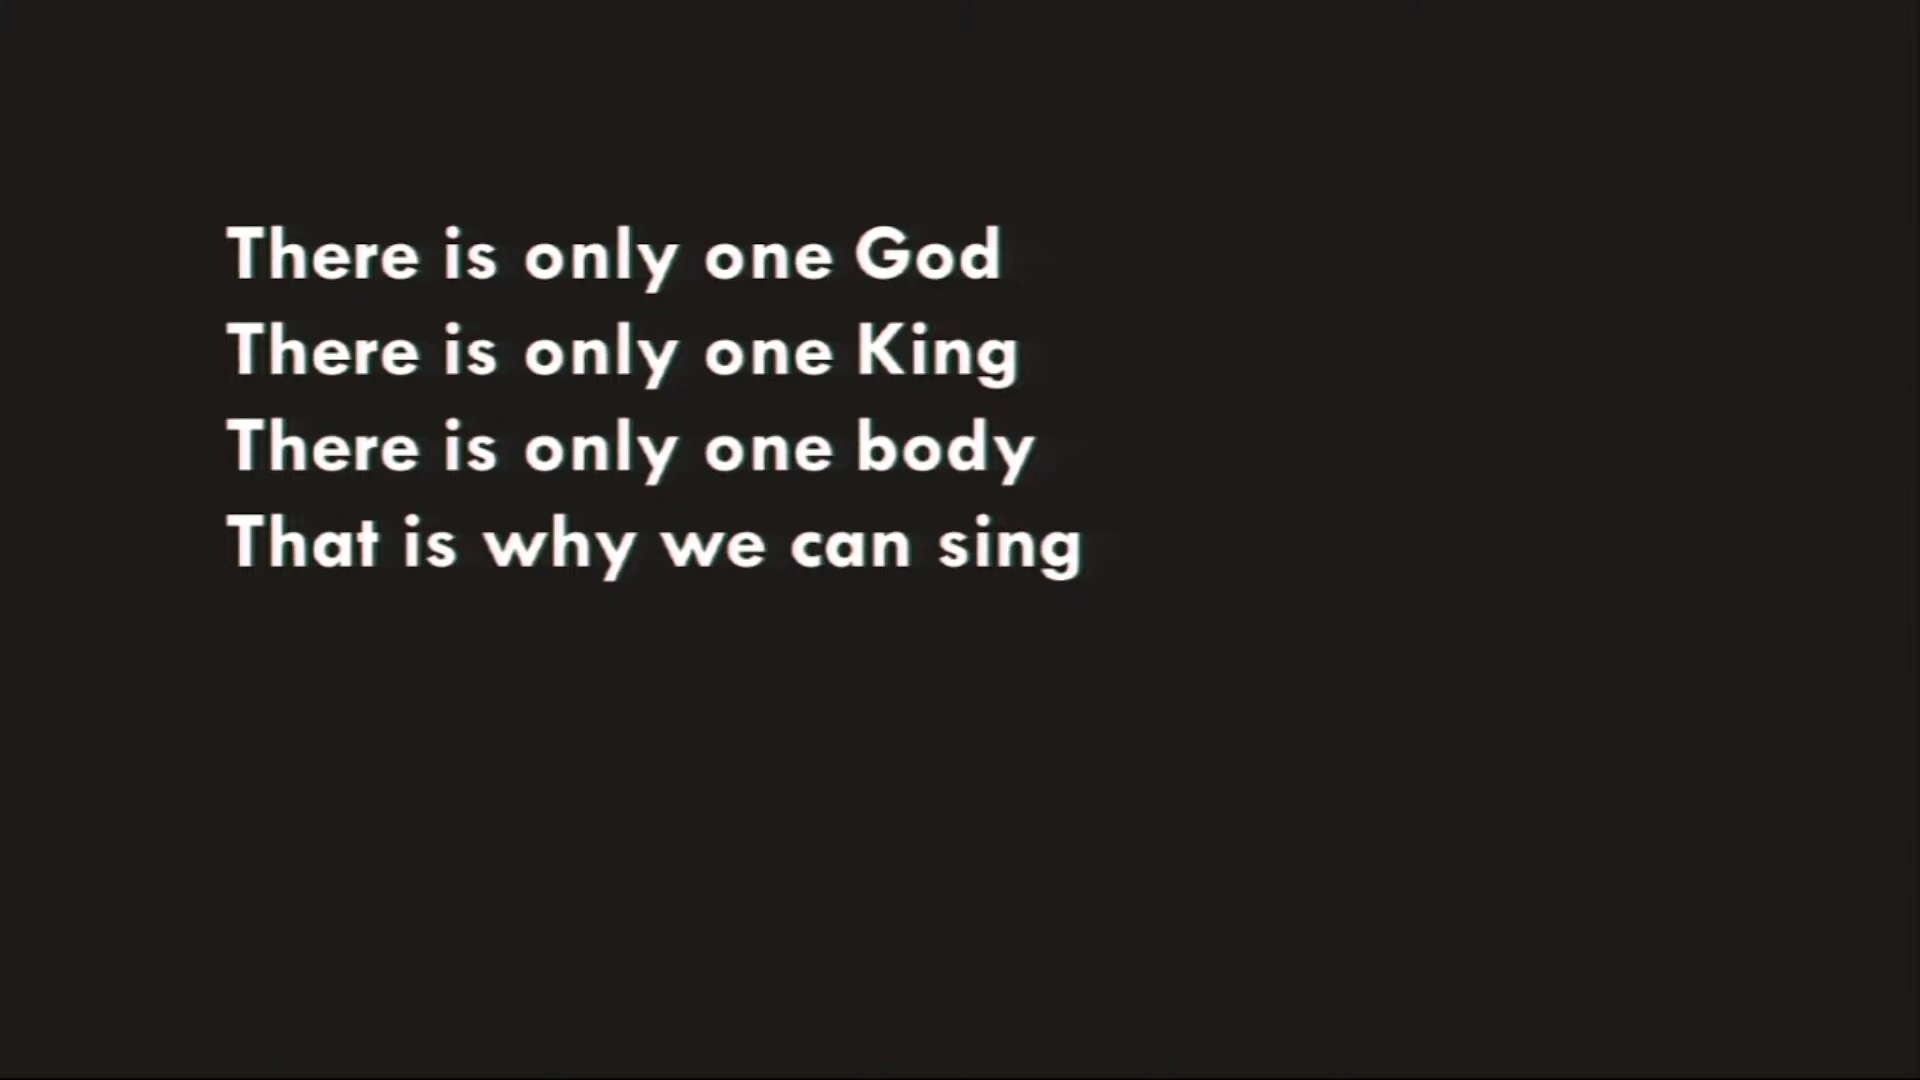 There is only one God
There is only one King
There is only one body
That is why we can sing